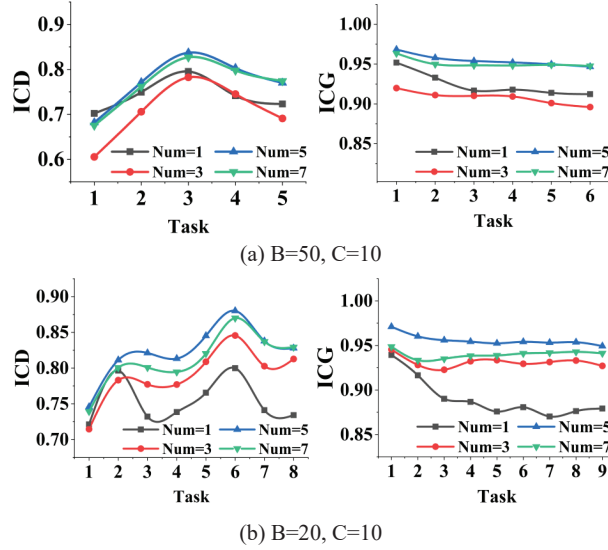 ICD
0.9
0.8
0.7
0.6
Num=1 Num=5
Num=3 Num=7
1 2 3 4 5
Task
ICG
1.00
0.95
0.90
0.85
Num=1 Num=5
Num=3 Num=7
1 2 3 4 5 6
Task
(a) B=50, C=10
ICD
0.90
0.85
0.80
0.75
0.70
Num=1 Num=5
Num=3 Num=7
1 2 3 4 5 6 7 8
Task
ICG
1.00
0.95
0.90
0.85
Num=1 Num=5
Num=3 Num=7
1 2 3 4 5 6 7 8 9
Task
(b) B=20, C=10